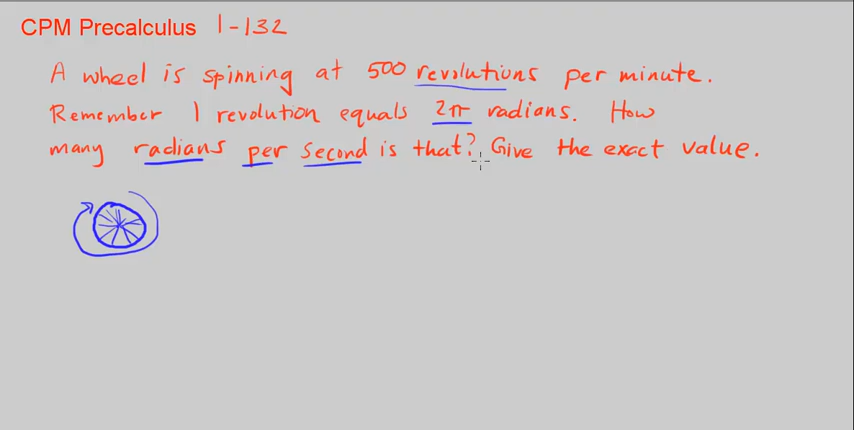 CPM Precalculus 1-132
A wheel is spinning at 500 revolutions per minute.
Remember 1 revolution equals 2π radians. How
many radians per second is that? Give the exact value.